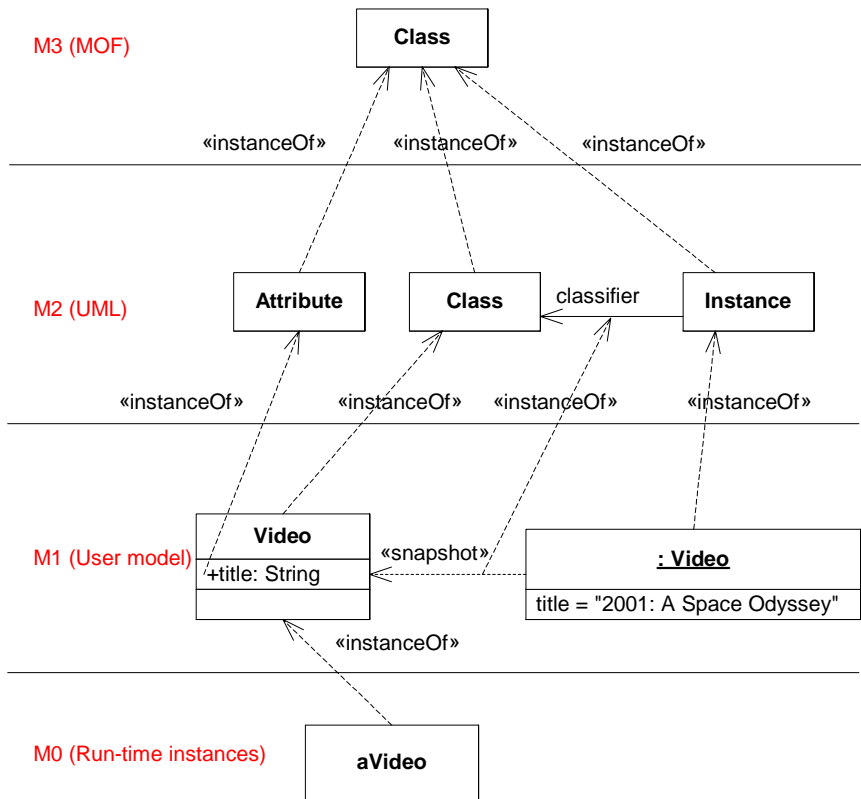 Class
M3 (MOF)
«instanceOf»
«instanceOf»
«instanceOf»
Attribute
Class
classifier
Instance
M2 (UML)
«instanceOf»
«instanceOf»
«instanceOf»
«instanceOf»
Video
+title: String
M1 (User model)
«snapshot»
: Video
title = "2001: A Space Odyssey"
«instanceOf»
M0 (Run-time instances)
aVideo